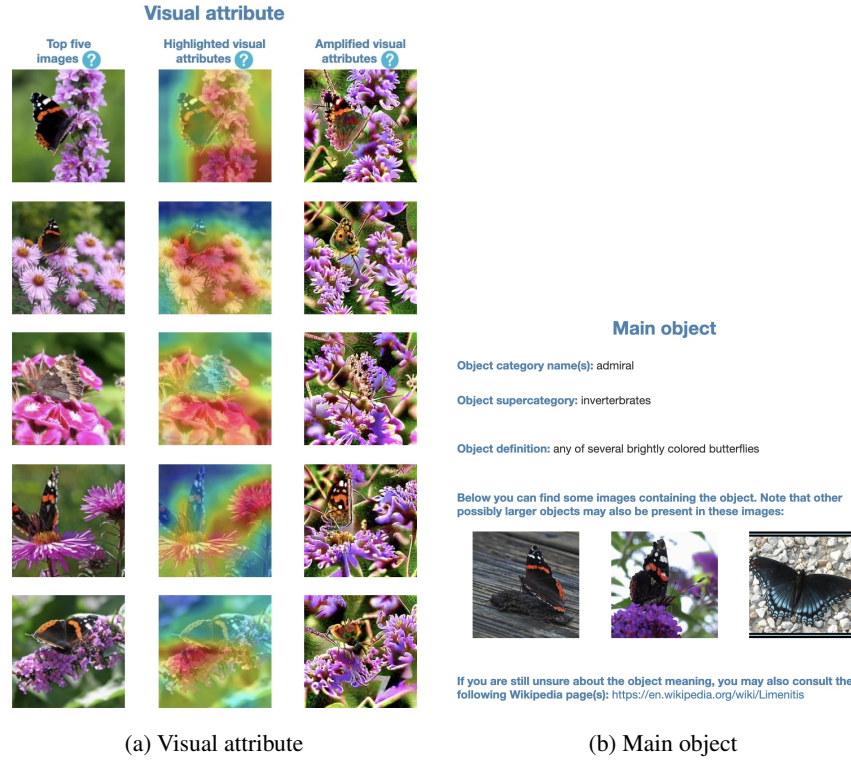 Visual attribute
Top five
images ?
Highlighted visual
attributes ?
Amplified visual
attributes ?
Main object
Object category name(s): admiral
Object supercategory: inverterbrates
Object definition: any of several brightly colored butterflies
Below you can find some images containing the object. Note that other
possibly larger objects may also be present in these images:
If you are still unsure about the object meaning, you may also consult the
following Wikipedia page(s): https://en.wikipedia.org/wiki/Limenitis
(a) Visual attribute
(b) Main object